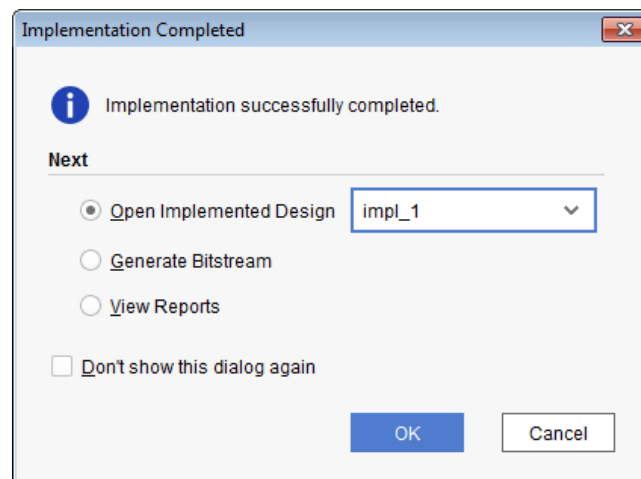 Implementation Completed
Implementation successfully completed.
Next
Open Implemented Design impl_1
Generate Bitstream
View Reports
Don't show this dialog again
OK Cancel